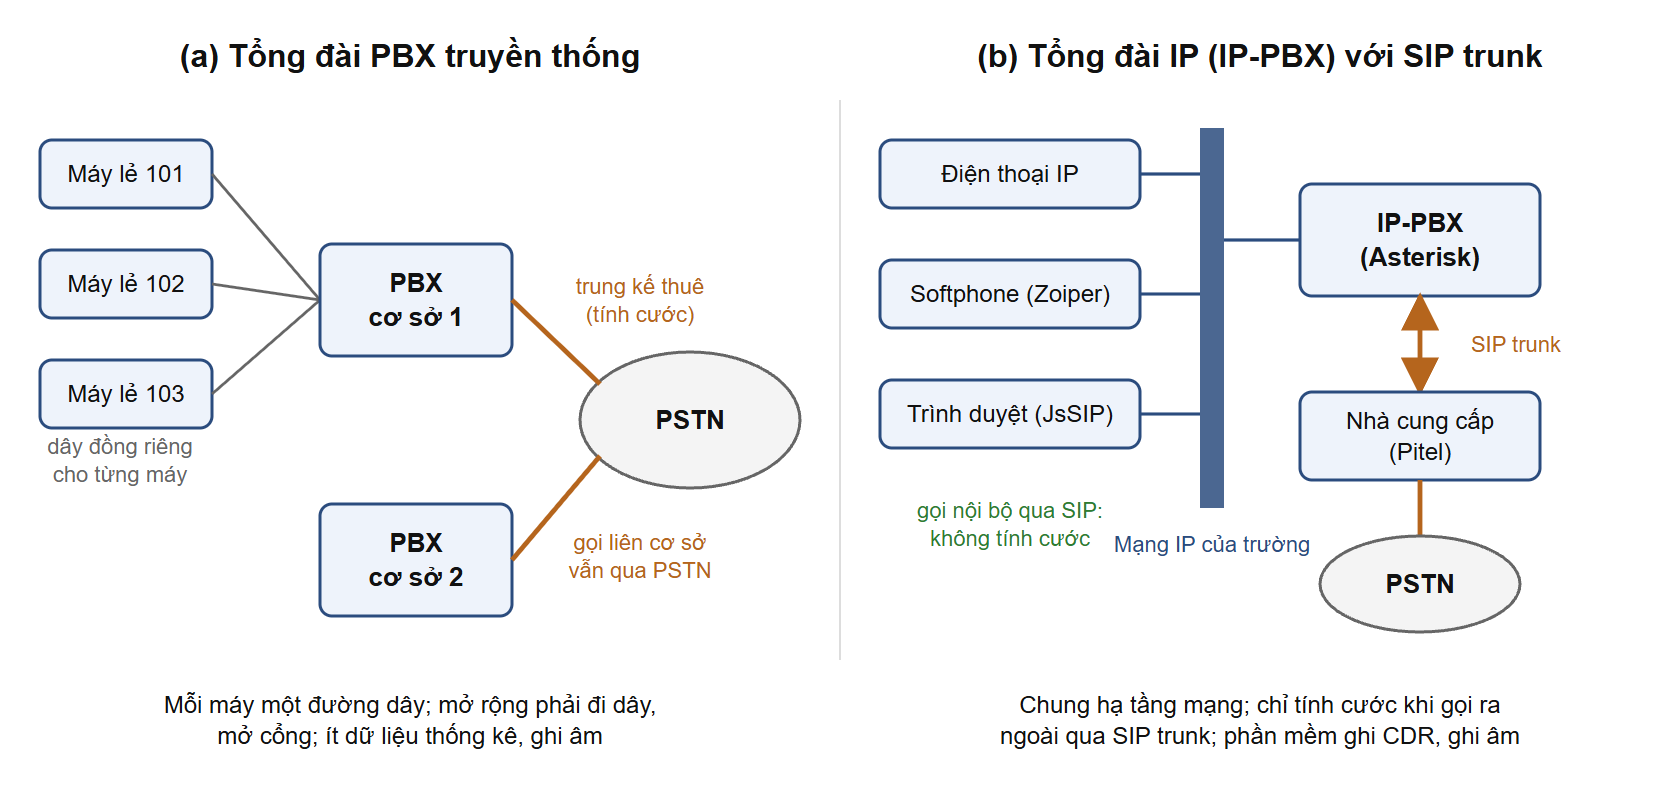 (a) Tổng đài PBX truyền thống
Máy lẻ 101
Máy lẻ 102
Máy lẻ 103
dây đồng riêng
cho từng máy
PBX
cơ sở 1
trung kế thuê
(tính cước)
PSTN
PBX
cơ sở 2
gọi liên cơ sở
vẫn qua PSTN
Mỗi máy một đường dây; mở rộng phải đi dây,
mở cổng; ít dữ liệu thống kê, ghi âm
(b) Tổng đài IP (IP-PBX) với SIP trunk
Điện thoại IP
Softphone (Zoiper)
Trình duyệt (JsSIP)
gọi nội bộ qua SIP:
không tính cước
Mạng IP của trường
IP-PBX
(Asterisk)
SIP trunk
Nhà cung cấp
(Pitel)
PSTN
Chung hạ tầng mạng; chỉ tính cước khi gọi ra
ngoài qua SIP trunk; phần mềm ghi CDR, ghi âm